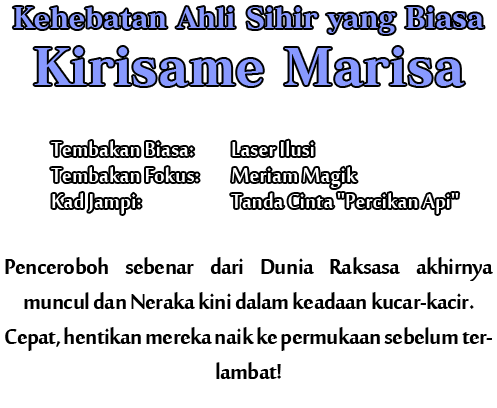 Kehebatan Ahli Sihir yang Biasa
Kirisame Marisa
Tembakan Biasa: Laser Ilusi
Tembakan Fokus: Meriam Magik
Kad Jampi: Tanda Cinta "Percikan Api"
Penceroboh sebenar dari Dunia Raksasa akhirnya
muncul dan Neraka kini dalam keadaan kucar-kacir.
Cepat, hentikan mereka naik ke permukaan sebelum ter-
lambat!